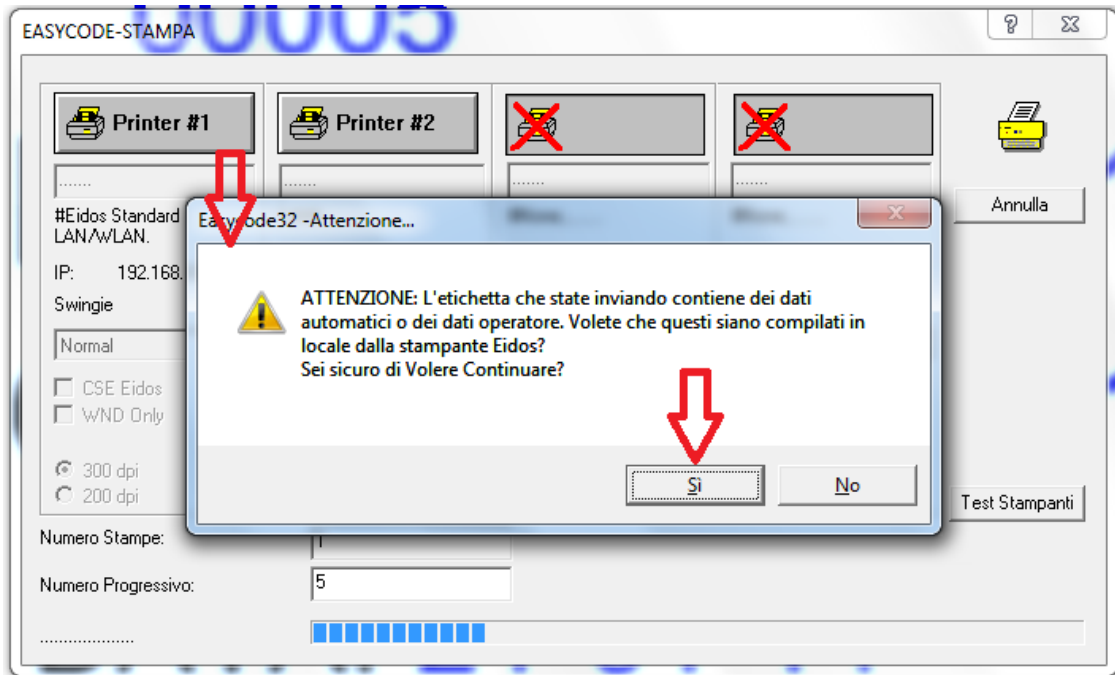 00005
EASYCODE-STAMPA
Printer #1
Printer #2
.......
.......
.......
.......
#Eidos Standard
LAN/WLAN.
IP: 192.168.
Swingie
Normal
CSE Eidos
WND Only
300 dpi
200 dpi
Annulla
Easycode32 -Attenzione...
ATTENZIONE: L'etichetta che state inviando contiene dei dati
automatici o dei dati operatore. Volete che questi siano compilati in
locale dalla stampante Eidos?
Sei sicuro di Volere Continuare?
Sì
No
Test Stampanti
Numero Stampe:
1
Numero Progressivo:
5
....................